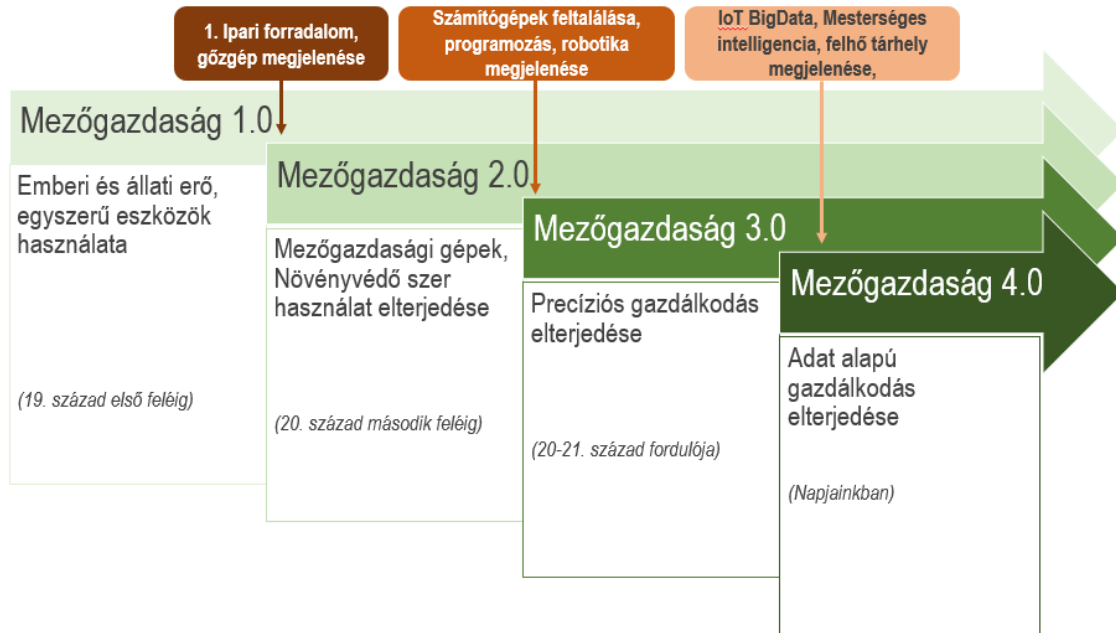 1. Ipari forradalom,
gőzgép megjelenése
Számítógépek feltalálása,
programozás, robotika
megjelenése
IoT BigData, Mesterséges
intelligencia, felhő tárhely
megjelenése,
Mezőgazdaság 1.0
Emberi és állati erő,
egyszerű eszközök
használata
(19. század első feléig)
Mezőgazdaság 2.0
Mezőgazdasági gépek,
Növényvédő szer
használat elterjedése
(20. század második feléig)
Mezőgazdaság 3.0
Precíziós gazdálkodás
elterjedése
(20-21. század fordulója)
Mezőgazdaság 4.0
Adat alapú
gazdálkodás
elterjedése
(Napjainkban)